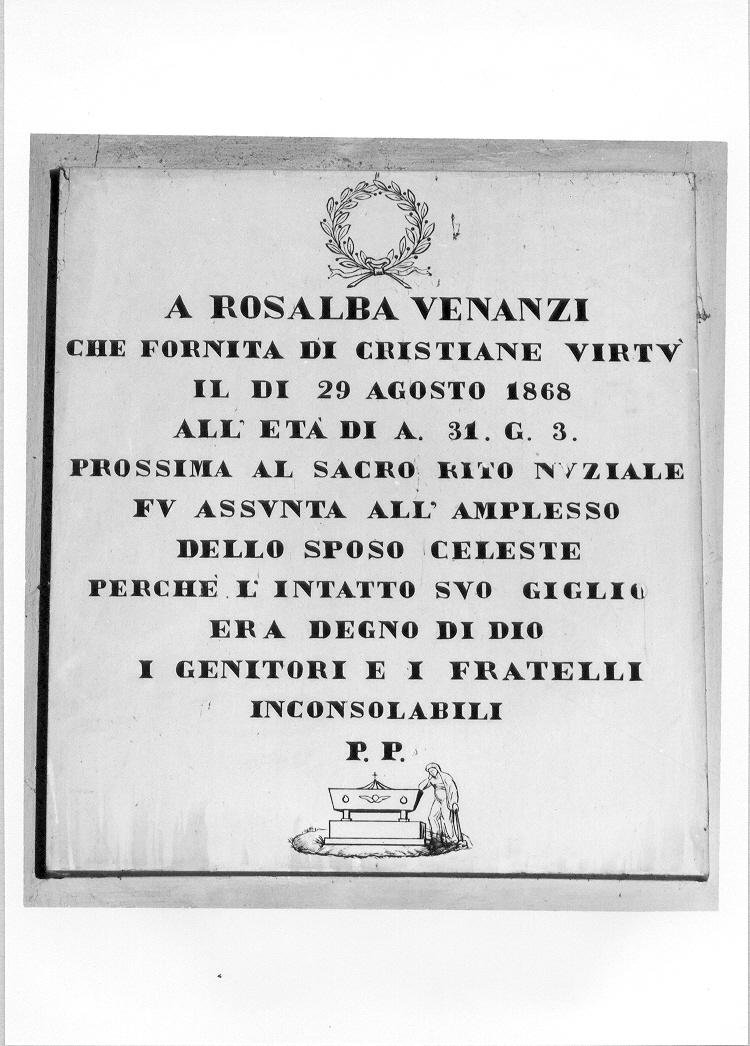 A ROSALBA VENANZI
CHE FORNITA DI CRISTIANE VIRTV̀
IL DI 29 AGOSTO 1868
ALL' ETÀ DI A. 31. G. 3.
PROSSIMA AL SACRO RITO NVZIALE
FV ASSVNTA ALL' AMPLESSO
DELLO SPOSO CELESTE
PERCHÈ L' INTATTO SVO GIGLIO
ERA DEGNO DI DIO
I GENITORI E I FRATELLI
INCONSOLABILI
P. P.